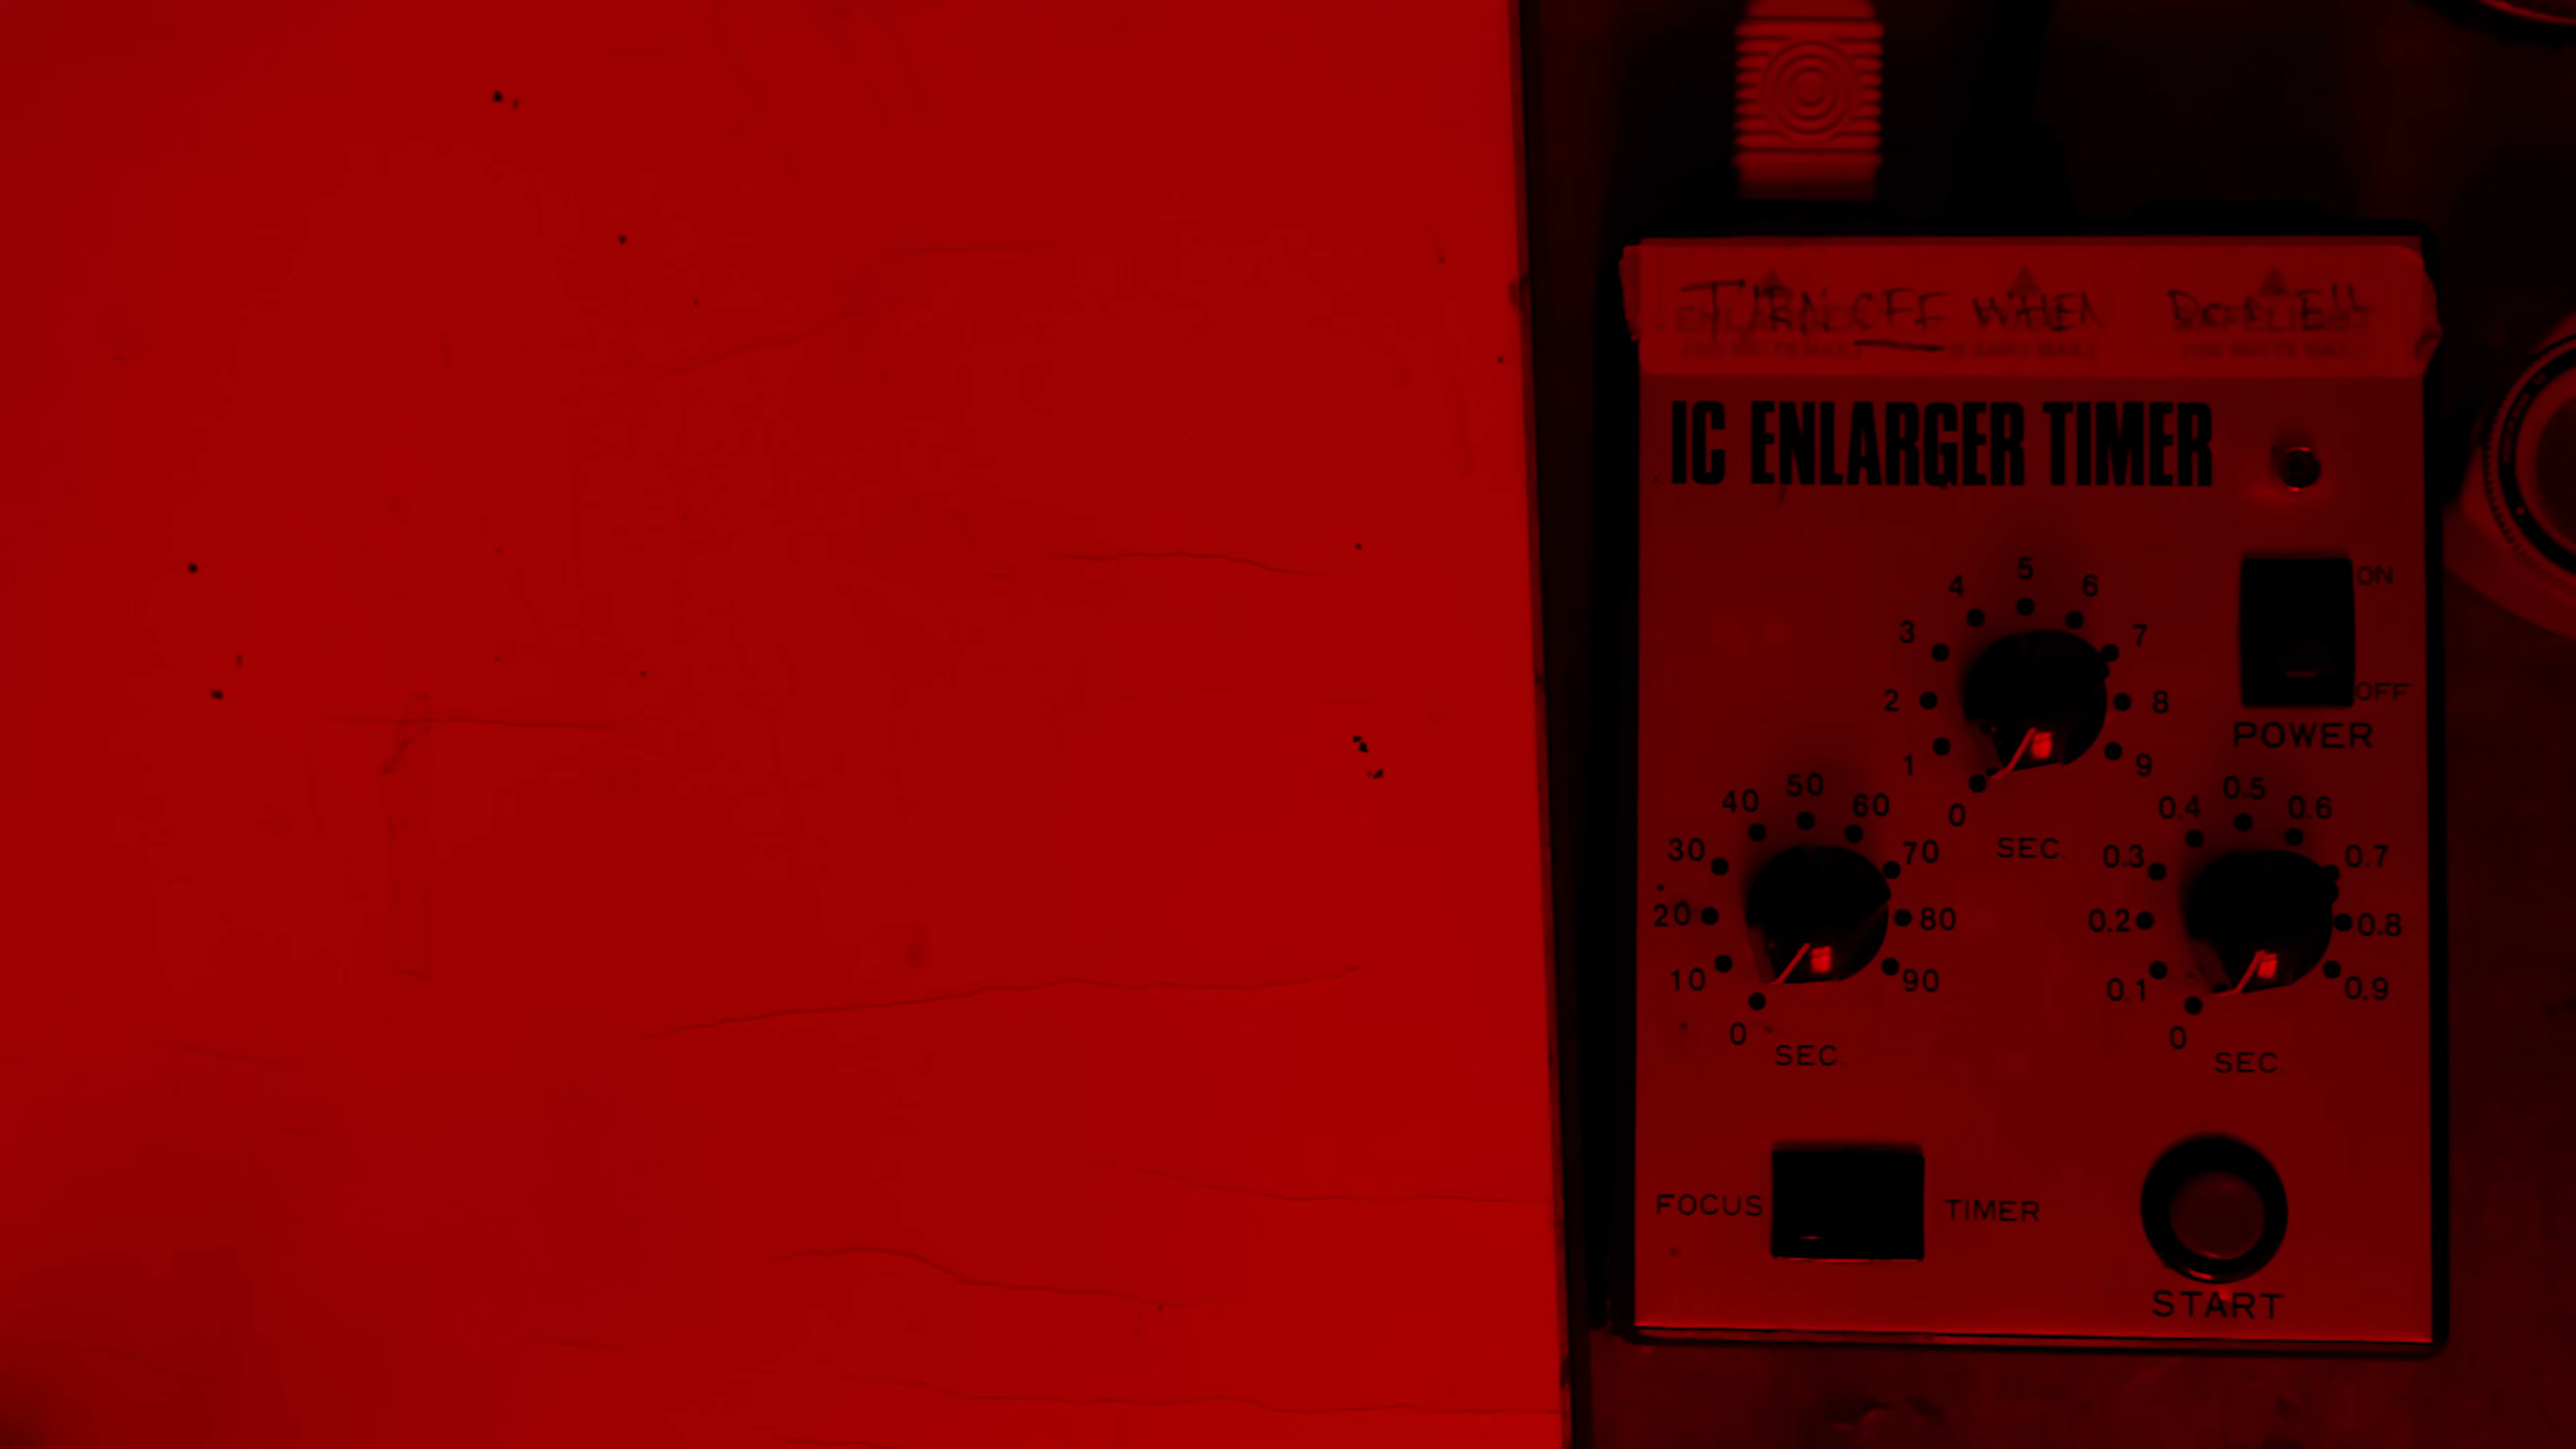 TURN OFF WHEN DONE!!
IC ENLARGER TIMER
ON
OFF
POWER
0 1 2 3 4 5 6 7 8 9
SEC
0 10 20 30 40 50 60 70 80 90
SEC.
0 0.1 0.2 0.3 0.4 0.5 0.6 0.7 0.8 0.9
SEC.
FOCUS TIMER
START